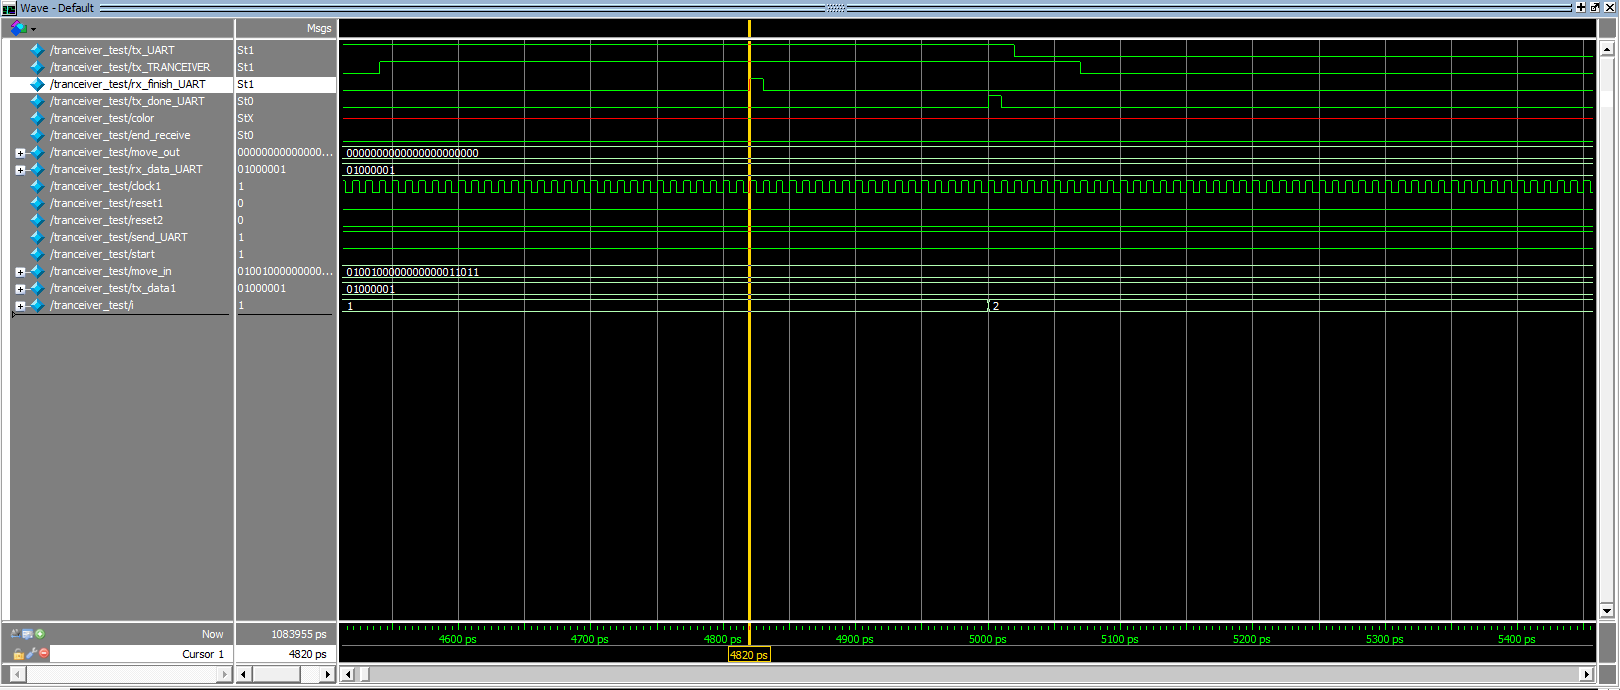 Wave - Default
Msgs
/tranceiver_test/tx_UART St1
/tranceiver_test/tx_TRANCEIVER St1
/tranceiver_test/rx_finish_UART St1
/tranceiver_test/tx_done_UART St0
/tranceiver_test/color StX
/tranceiver_test/end_receive St0
/tranceiver_test/move_out 00000000000000... 0000000000000000000000
/tranceiver_test/rx_data_UART 01000001 01000001
/tranceiver_test/clock1 1
/tranceiver_test/reset1 0
/tranceiver_test/reset2 0
/tranceiver_test/send_UART 1
/tranceiver_test/start 1
/tranceiver_test/move_in 01001000000000... 0100100000000000011011
/tranceiver_test/tx_data1 01000001 01000001
/tranceiver_test/i 1 1 2
Now 1083955 ps 4600 ps 4700 ps 4800 ps 4900 ps 5000 ps 5100 ps 5200 ps 5300 ps 5400 ps
Cursor 1 4820 ps 4820 ps